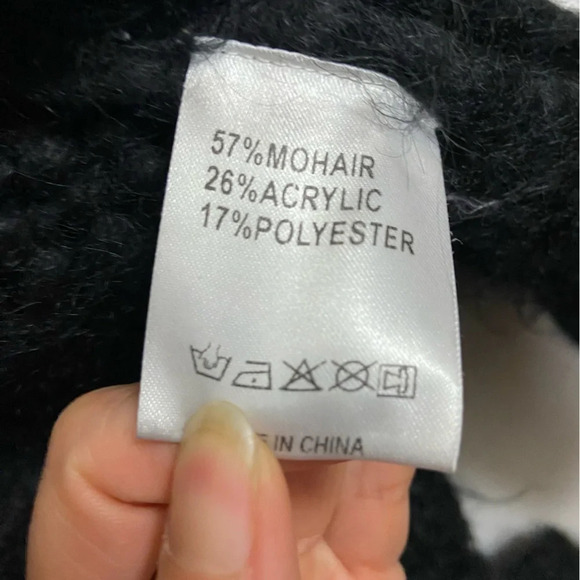 57%MOHAIR
26%ACRYLIC
17%POLYESTER
IN CHINA